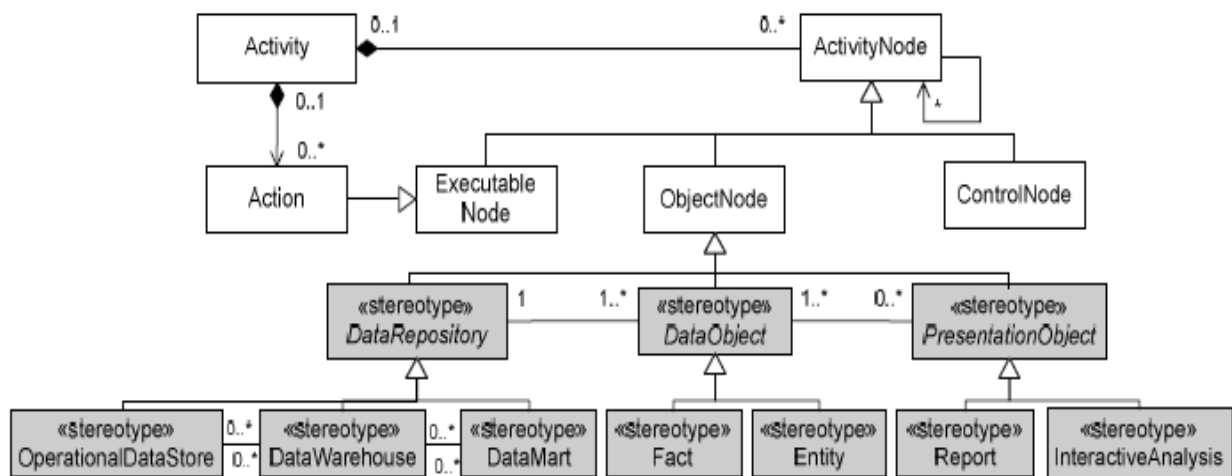 0..1
0..*
Activity
ActivityNode
0..1
*
0..*
Action
Executable
Node
ObjectNode
ControlNode
«stereotype»
DataRepository
1
1..*
«stereotype»
DataObject
1..*
0..*
«stereotype»
PresentationObject
«stereotype»
OperationalDataStore
0..*
0..*
«stereotype»
DataWarehouse
0..*
0..*
«stereotype»
DataMart
«stereotype»
Fact
«stereotype»
Entity
«stereotype»
Report
«stereotype»
InteractiveAnalysis